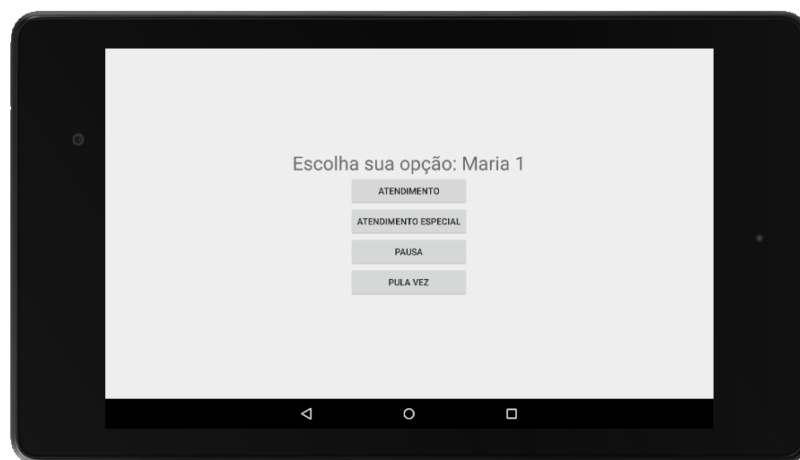 Escolha sua opção: Maria 1
ATENDIMENTO
ATENDIMENTO ESPECIAL
PAUSA
PULA VEZ